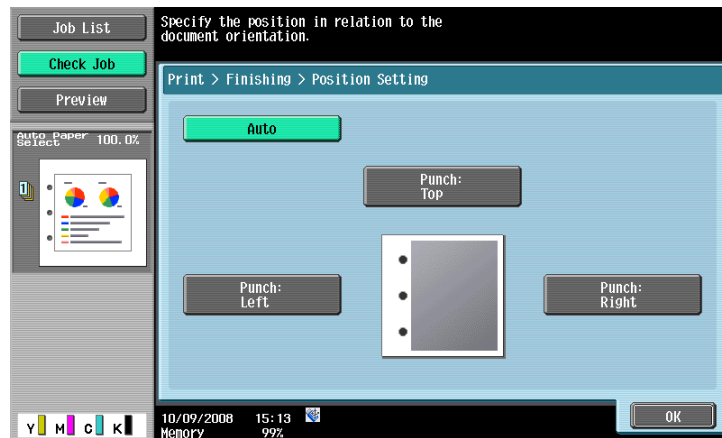 Job List
Check Job
Preview
Auto Paper
Select
100.0%
Specify the position in relation to the
document orientation.
Print > Finishing > Position Setting
Auto
Punch:
Top
Punch:
Left
Punch:
Right
Y M C K
10/09/2008 15:13
Memory 99%
OK